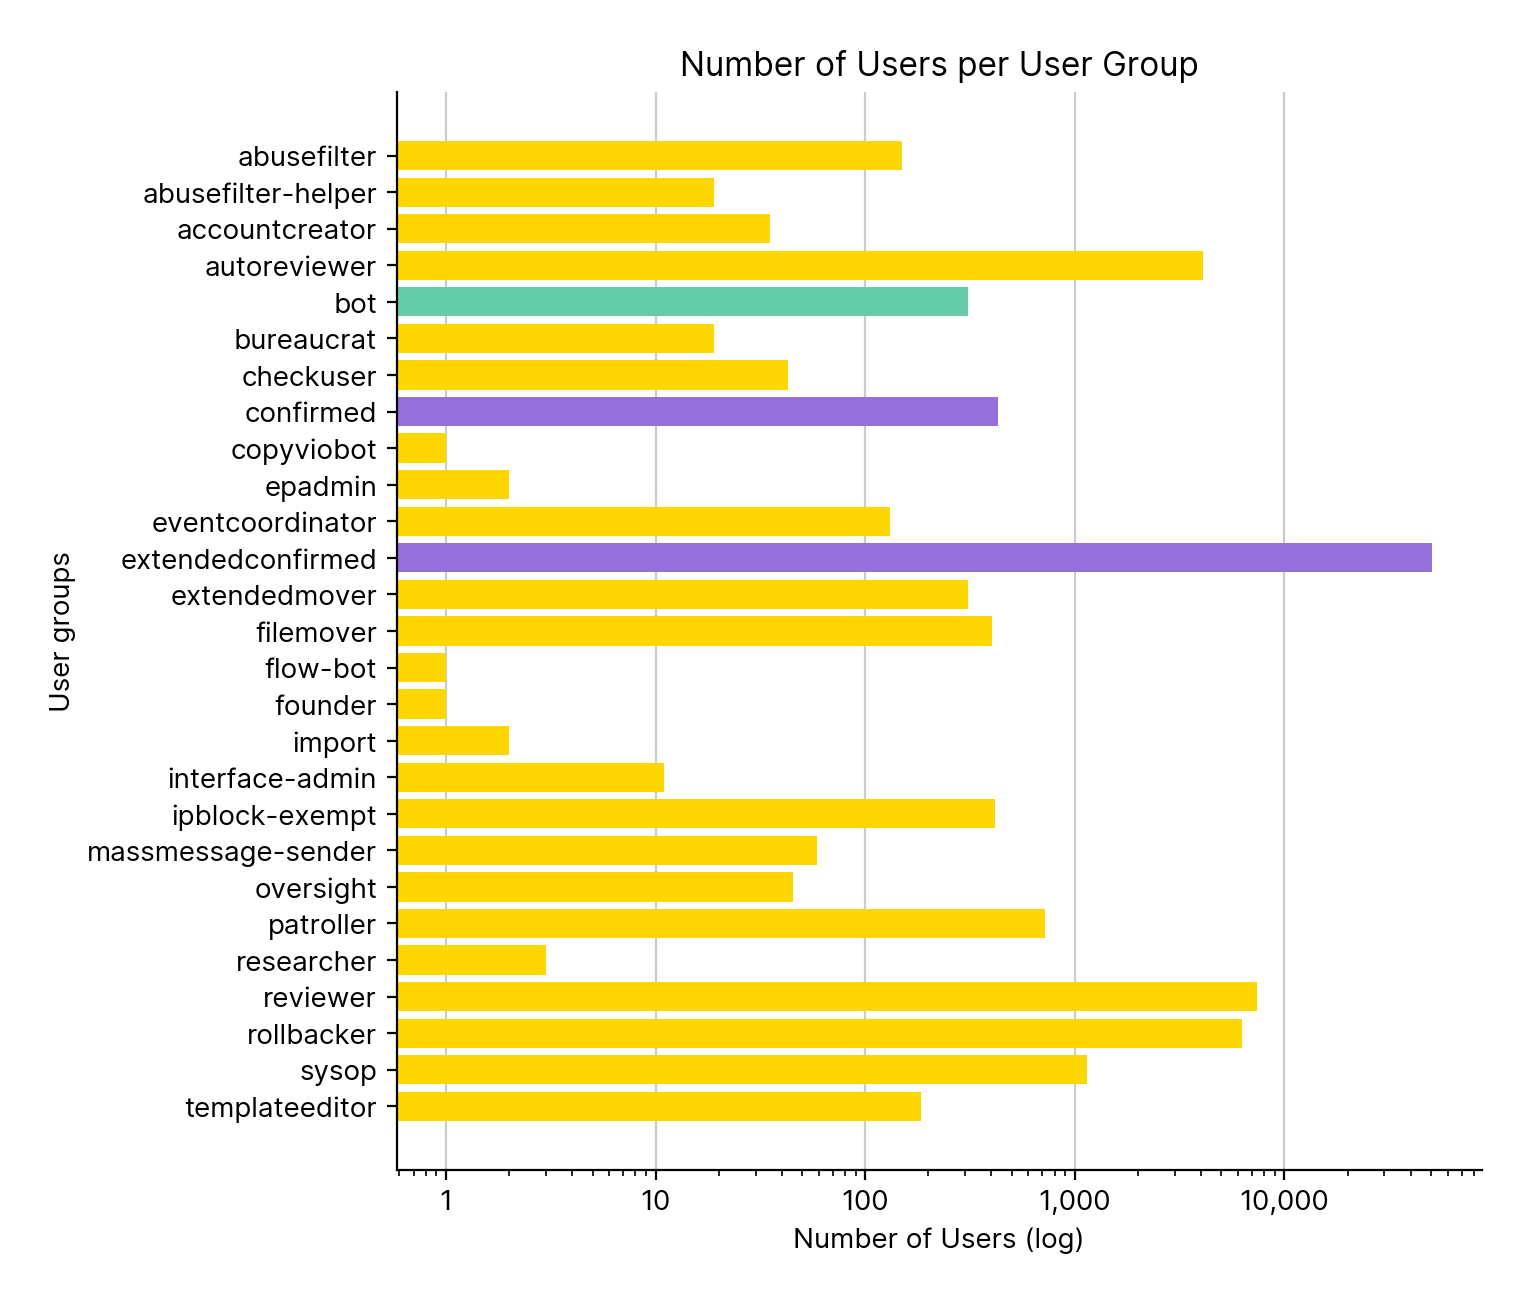 Number of Users per User Group
User groups
abusefilter
abusefilter-helper
accountcreator
autoreviewer
bot
bureaucrat
checkuser
confirmed
copyviobot
epadmin
eventcoordinator
extendedconfirmed
extendedmover
filemover
flow-bot
founder
import
interface-admin
ipblock-exempt
massmessage-sender
oversight
patroller
researcher
reviewer
rollbacker
sysop
templateeditor
1 10 100 1,000 10,000
Number of Users (log)